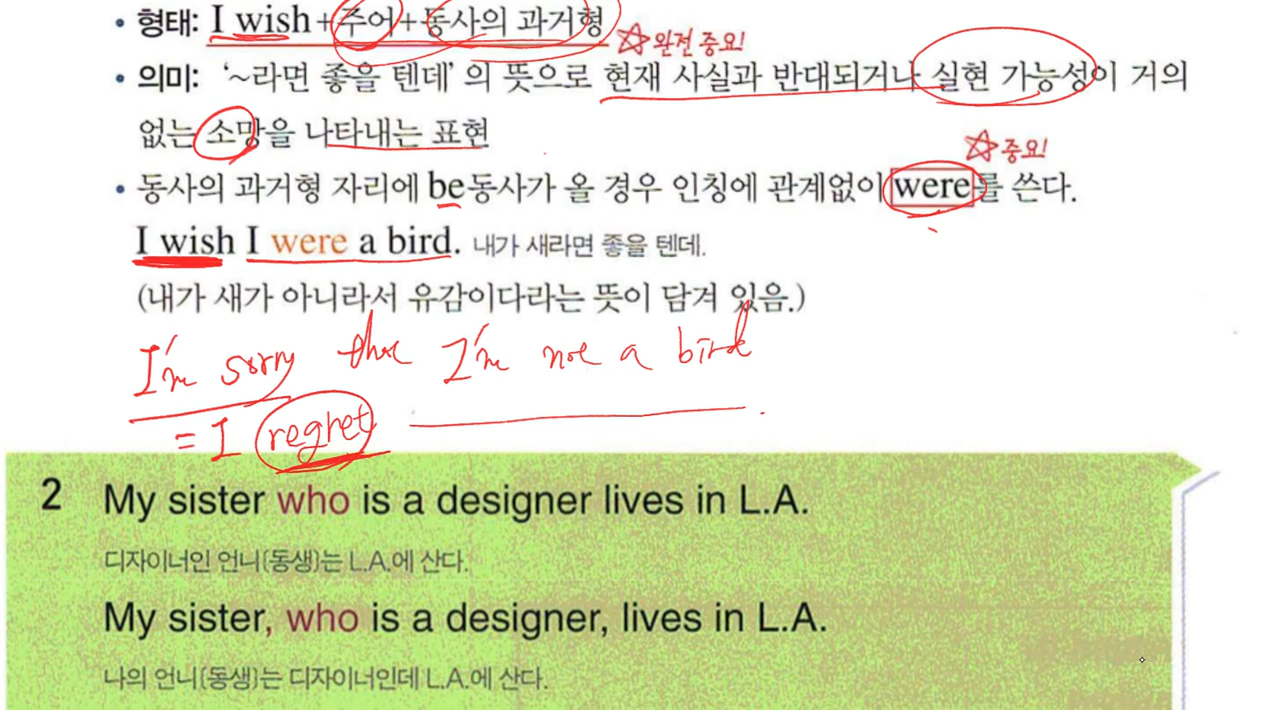 • 형태: I wish + 주어 + 동사의 과거형 ☆완전 중요!
• 의미: ‘~라면 좋을 텐데’의 뜻으로 현재 사실과 반대되거나 실현 가능성이 거의
없는 소망을 나타내는 표현
☆중요!
• 동사의 과거형 자리에 be동사가 올 경우 인칭에 관계없이 were를 쓴다.
I wish I were a bird. 내가 새라면 좋을 텐데.
(내가 새가 아니라서 유감이다라는 뜻이 담겨 있음.)
I'm sorry that I'm not a bird
= I regret
2 My sister who is a designer lives in L.A.
디자이너인 언니(동생)는 L.A.에 산다.
My sister, who is a designer, lives in L.A.
나의 언니(동생)는 디자이너인데 L.A.에 산다.